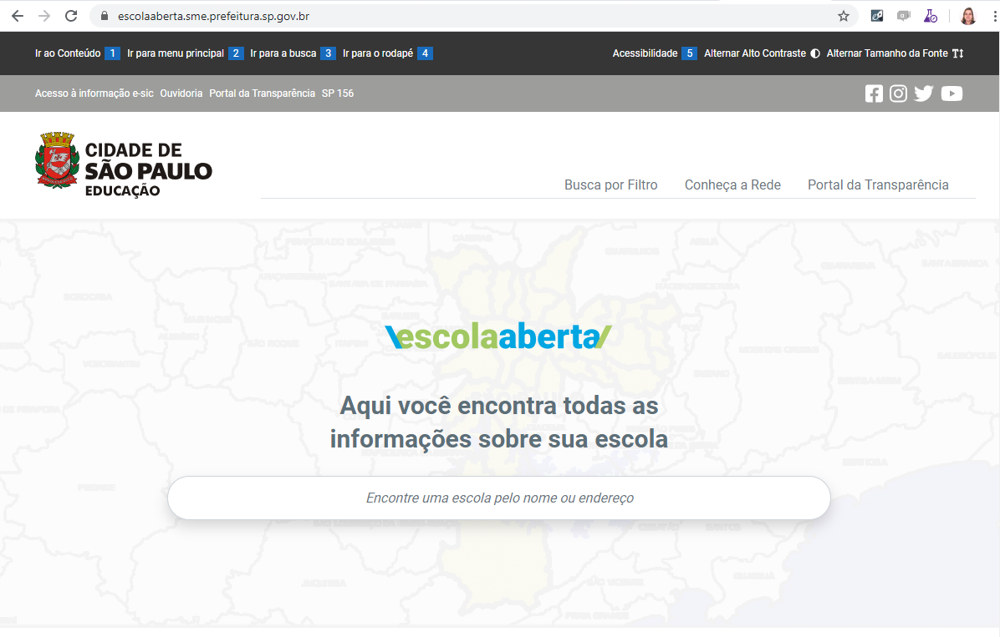 escolaaberta.sme.prefeitura.sp.gov.br
Ir ao Conteúdo 1 Ir para menu principal 2 Ir para a busca 3 Ir para o rodapé 4 Acessibilidade 5 Alternar Alto Contraste Alternar Tamanho da Fonte
Acesso à informação e-sic Ouvidoria Portal da Transparência SP 156
CIDADE DE
SÃO PAULO
EDUCAÇÃO
Busca por Filtro Conheça a Rede Portal da Transparência
escolaaberta
Aqui você encontra todas as
informações sobre sua escola
Encontre uma escola pelo nome ou endereço